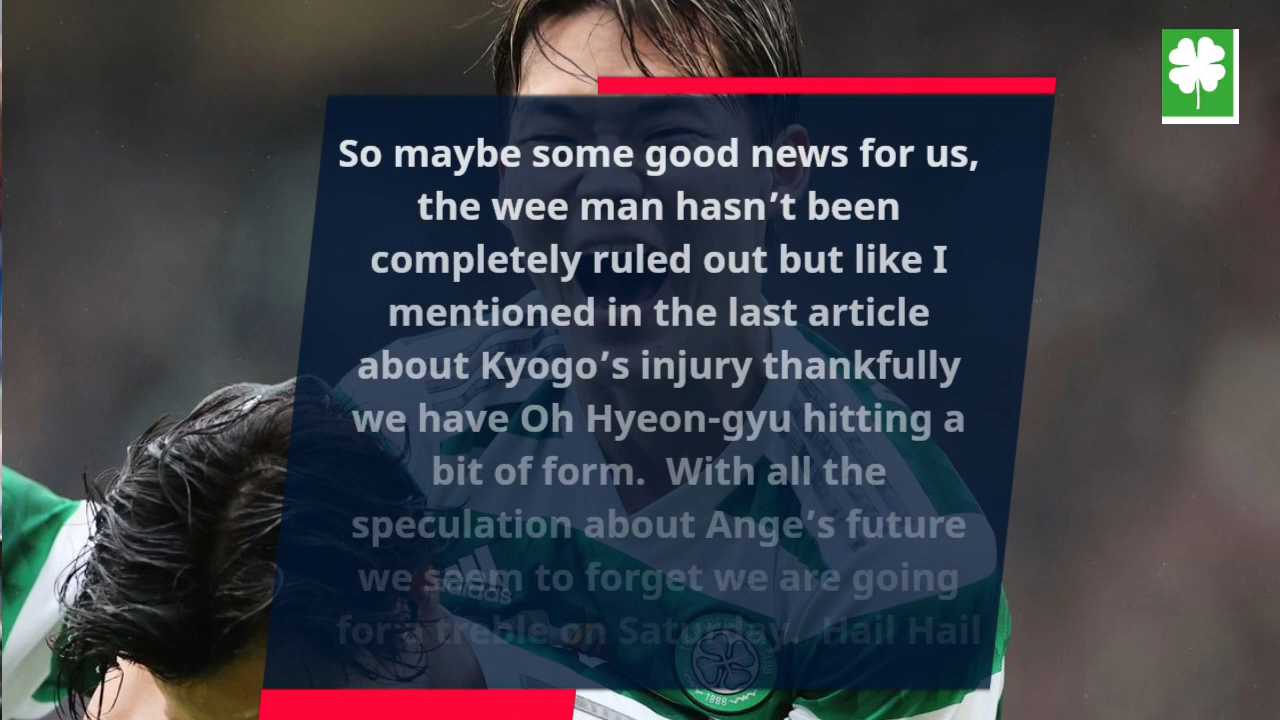 So maybe some good news for us,
the wee man hasn’t been
completely ruled out but like I
mentioned in the last article
about Kyogo’s injury thankfully
we have Oh Hyeon-gyu hitting a
bit of form.  With all the
speculation about Ange’s future
we seem to forget we are going
for a treble on Saturday.  Hail Hail
adidas
1888